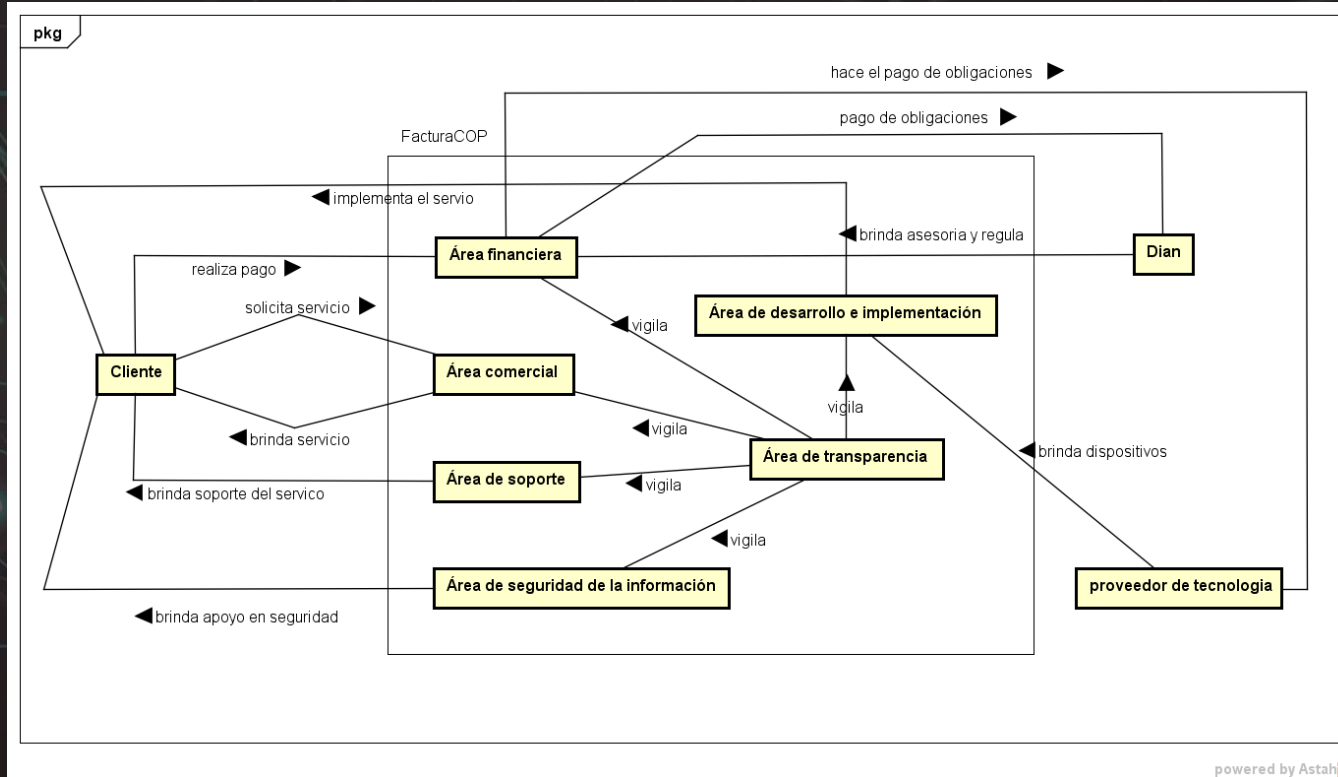 pkg
hace el pago de obligaciones
pago de obligaciones
FacturaCOP
implementa el servio
brinda asesoria y regula
Área financiera
Dian
realiza pago
solicita servicio
Área de desarrollo e implementación
vigila
Cliente
Área comercial
vigila
brinda servicio
vigila
brinda dispositivos
Área de transparencia
Área de soporte
vigila
brinda soporte del servico
vigila
Área de seguridad de la información
proveedor de tecnologia
brinda apoyo en seguridad
powered by Astah